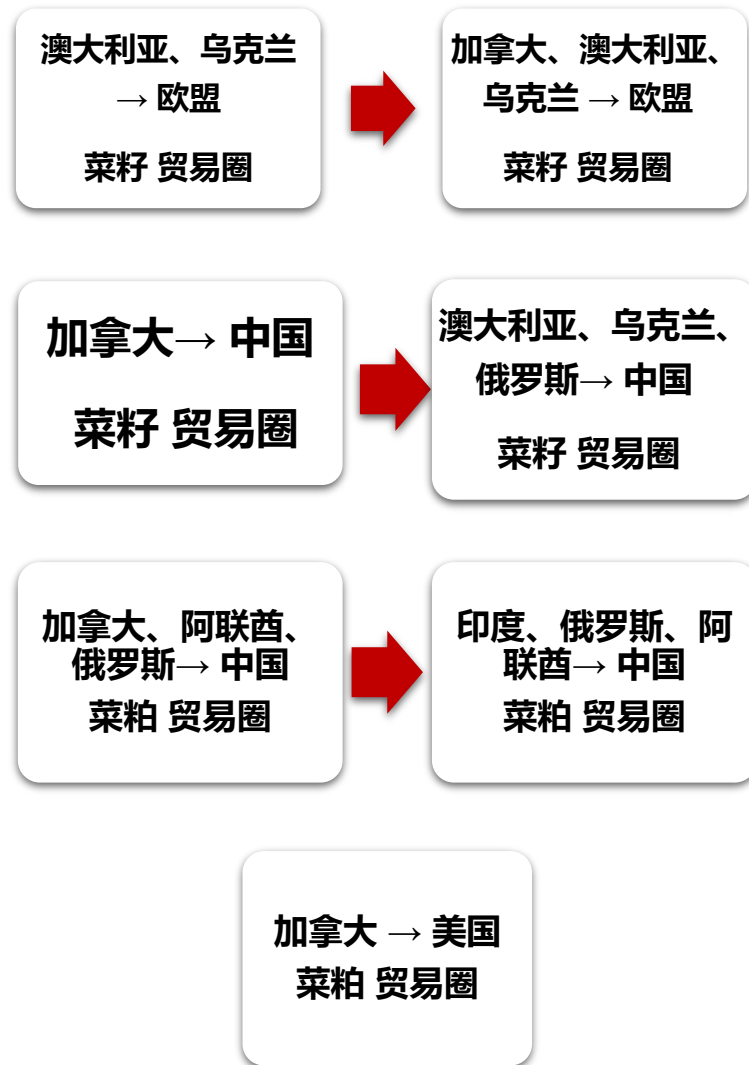 澳大利亚、乌克兰
→ 欧盟
菜籽 贸易圈
加拿大、澳大利亚、
乌克兰 → 欧盟
菜籽 贸易圈
加拿大→ 中国
菜籽 贸易圈
澳大利亚、乌克兰、
俄罗斯→ 中国
菜籽 贸易圈
加拿大、阿联酋、
俄罗斯→ 中国
菜粕 贸易圈
印度、俄罗斯、阿
联酋→ 中国
菜粕 贸易圈
加拿大 → 美国
菜粕 贸易圈